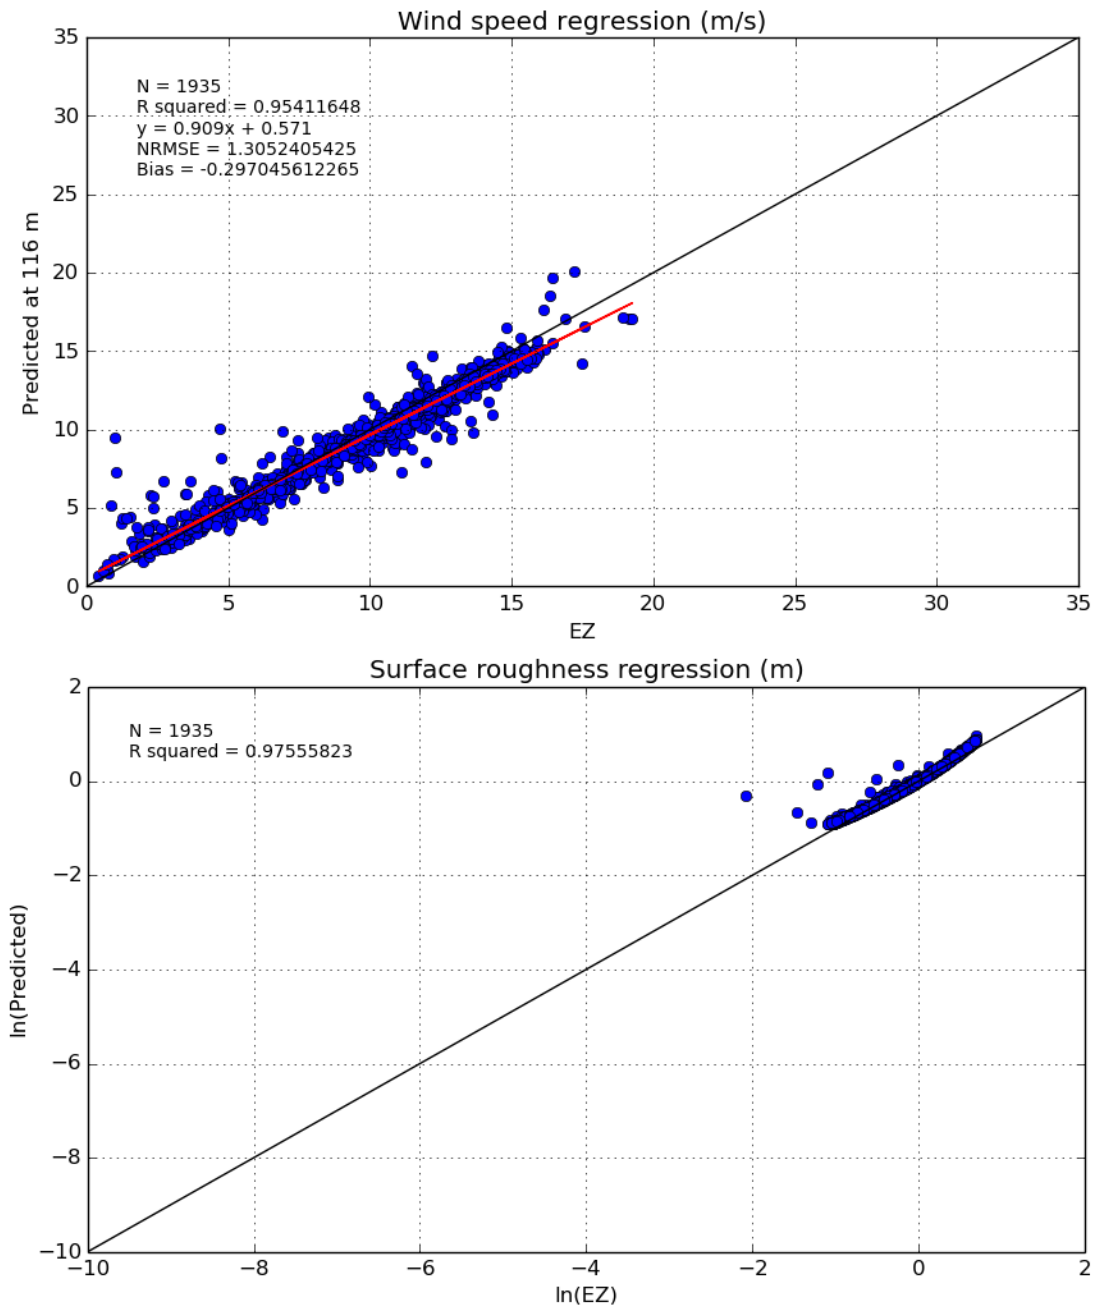 Wind speed regression (m/s)
35
30
25
20
15
10
5
0
N = 1935
R squared = 0.95411648
y = 0.909x + 0.571
NRMSE = 1.3052405425
Bias = -0.297045612265
Predicted at 116 m
0 5 10 15 20 25 30 35
EZ
Surface roughness regression (m)
2
0
−2
−4
−6
−8
−10
N = 1935
R squared = 0.97555823
ln(Predicted)
−10 −8 −6 −4 −2 0 2
ln(EZ)